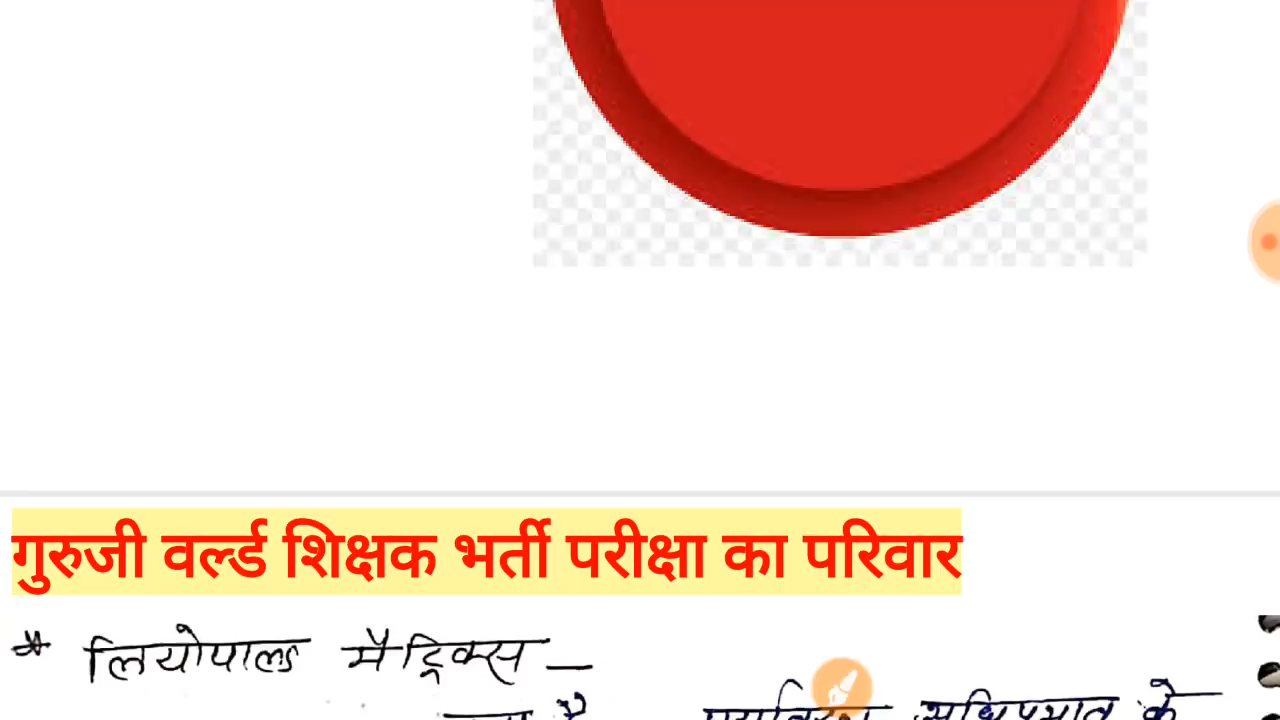 गुरुजी वर्ल्ड शिक्षक भर्ती परीक्षा का परिवार
* लियोपाल्ड मैट्रिक्स –
के